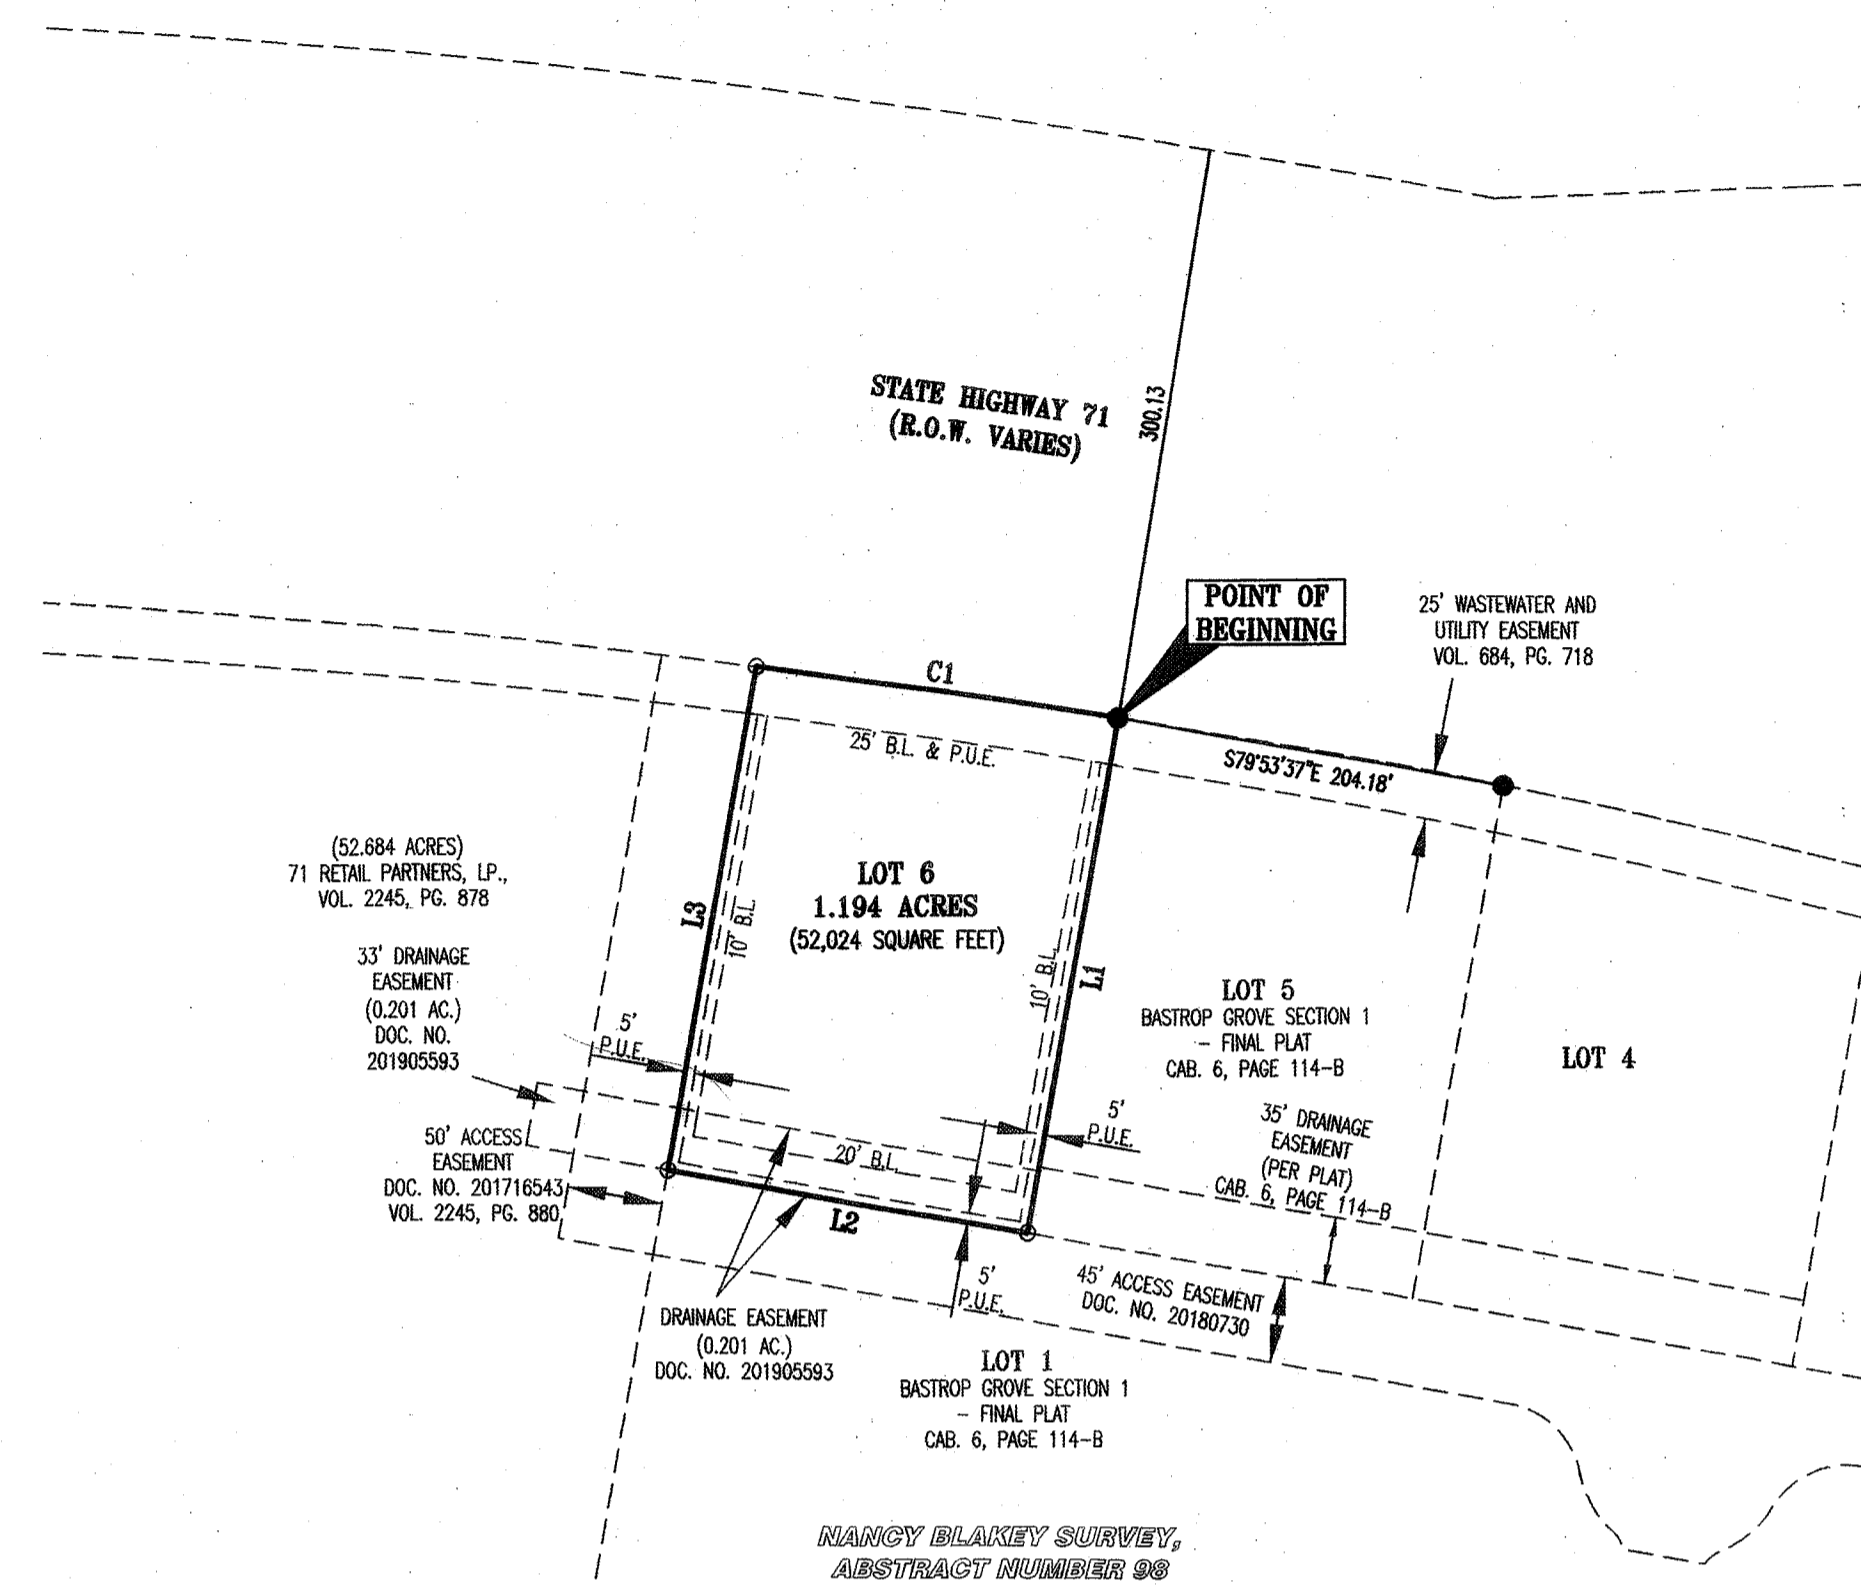 STATE HIGHWAY 71
(R.O.W. VARIES)
300.13
POINT OF
BEGINNING
25' WASTEWATER AND
UTILITY EASEMENT
VOL. 684, PG. 718
C1
25' B.L. & P.U.E.
S79°53'37"E 204.18'
(52.684 ACRES)
71 RETAIL PARTNERS, LP.,
VOL. 2245, PG. 878
LOT 6
1.194 ACRES
(52,024 SQUARE FEET)
L3
10' B.L.
10' B.L.
L1
33' DRAINAGE
EASEMENT
(0.201 AC.)
DOC. NO.
201905593
5'
P.U.E.
LOT 5
BASTROP GROVE SECTION 1
- FINAL PLAT
CAB. 6, PAGE 114-B
LOT 4
50' ACCESS
EASEMENT
DOC. NO. 201716543
VOL. 2245, PG. 880
20' B.L.
5'
P.U.E.
35' DRAINAGE
EASEMENT
(PER PLAT)
CAB. 6, PAGE 114-B
L2
5'
P.U.E.
45' ACCESS EASEMENT
DOC. NO. 20180730
DRAINAGE EASEMENT
(0.201 AC.)
DOC. NO. 201905593
LOT 1
BASTROP GROVE SECTION 1
- FINAL PLAT
CAB. 6, PAGE 114-B
NANCY BLAKEY SURVEY,
ABSTRACT NUMBER 98